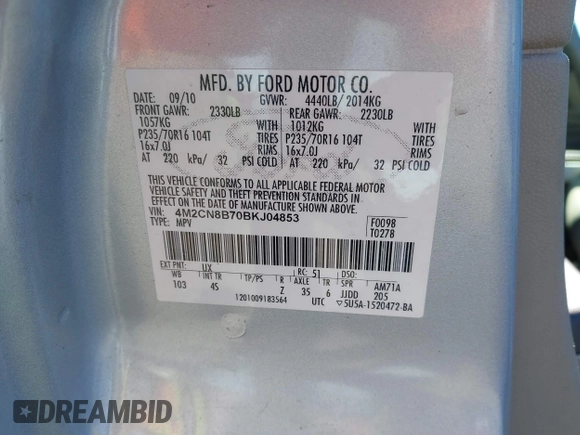 MFD. BY FORD MOTOR CO.
DATE: 09/10 GVWR: 4440LB/ 2014KG
FRONT GAWR: 2330LB REAR GAWR: 2230LB
1057KG WITH 1012KG WITH
P235/70R16 104T TIRES P235/70R16 104T TIRES
16x7.0J RIMS 16x7.0J RIMS
AT 220 kPa/ 32 PSI COLD AT 220 kPa/ 32 PSI COLD
THIS VEHICLE CONFORMS TO ALL APPLICABLE FEDERAL MOTOR
VEHICLE SAFETY AND THEFT PREVENTION STANDARDS IN
EFFECT ON THE DATE OF MANUFACTURE SHOWN ABOVE.
VIN: 4M2CN8B70BKJ04853 F0098
TYPE: MPV T0278
EXT PNT: UX RC: 51 DSO:
WB INT TR TP/PS R AXLE TR SPR AM71A
103 4S Z 35 6 JJDD 205
1201009183564 UTC ▽5U5A-1520472-BA
DREAMBID